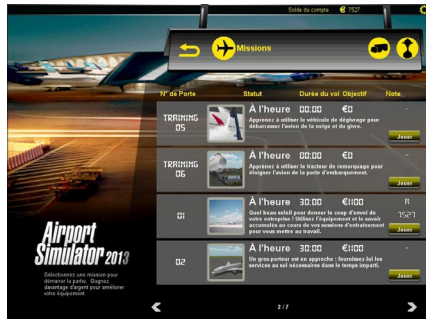 Solde du compte 7527
Missions
N° de Porte Statut Durée du vol Objectif Note
TRAINING 05
À l'heure 00:00 €0 -
Apprenez à utiliser le véhicule de dégivrage pour
débarrasser l'avion de la neige et du givre.
Jouer
TRAINING 06
À l'heure 00:00 €0 -
Apprenez à utiliser le tracteur de remorquage pour
éloigner l'avion de la porte d'embarquement.
Jouer
01
À l'heure 30:00 €1100 A
Quel beau soleil pour donner le coup d'envoi de
votre entreprise ! Utilisez l'équipement et le savoir
accumulés au cours de vos sessions d'entraînement
pour vous mettre au travail.
7527
Jouer
02
À l'heure 30:00 €1100 -
Un gros-porteur est en approche : fournissez-lui les
services au sol nécessaires dans le temps imparti.
Jouer
Airport
Simulator 2013
Sélectionnez une mission pour
démarrer la partie. Gagnez
davantage d'argent pour améliorer
votre équipement.
2 / 7